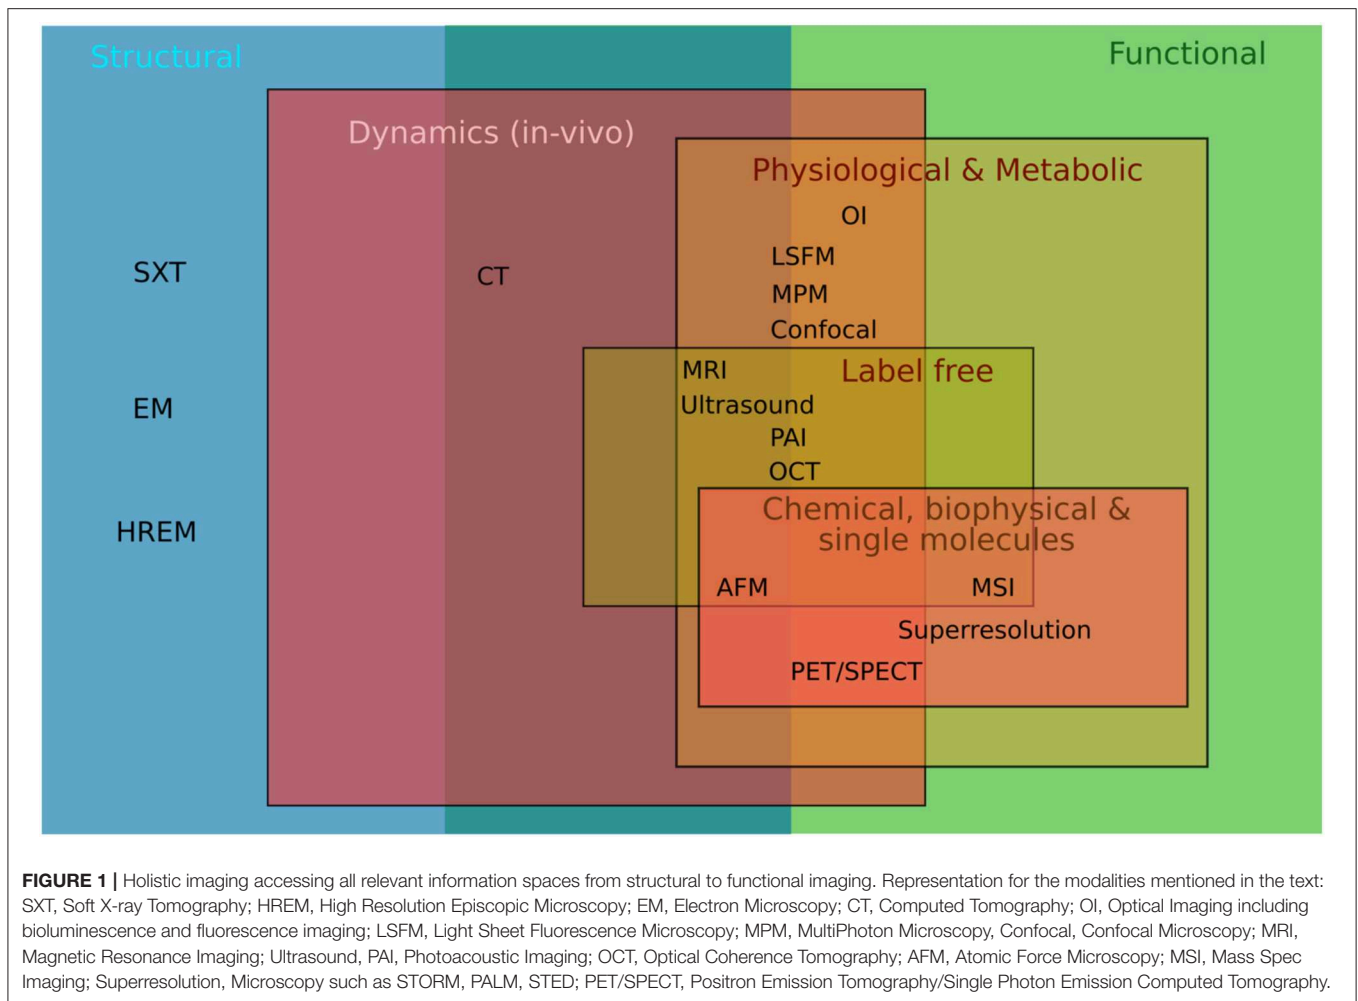 Structural
Functional
Dynamics (in-vivo)
Physiological & Metabolic
OI
LSFM
SXT
CT
MPM
Confocal
MRI
Label free
Ultrasound
EM
PAI
OCT
Chemical, biophysical &
single molecules
HREM
AFM
MSI
Superresolution
PET/SPECT
FIGURE 1 | Holistic imaging accessing all relevant information spaces from structural to functional imaging. Representation for the modalities mentioned in the text:
SXT, Soft X-ray Tomography; HREM, High Resolution Episcopic Microscopy; EM, Electron Microscopy; CT, Computed Tomography; OI, Optical Imaging including
bioluminescence and fluorescence imaging; LSFM, Light Sheet Fluorescence Microscopy; MPM, MultiPhoton Microscopy, Confocal, Confocal Microscopy; MRI,
Magnetic Resonance Imaging; Ultrasound, PAI, Photoacoustic Imaging; OCT, Optical Coherence Tomography; AFM, Atomic Force Microscopy; MSI, Mass Spec
Imaging; Superresolution, Microscopy such as STORM, PALM, STED; PET/SPECT, Positron Emission Tomography/Single Photon Emission Computed Tomography.